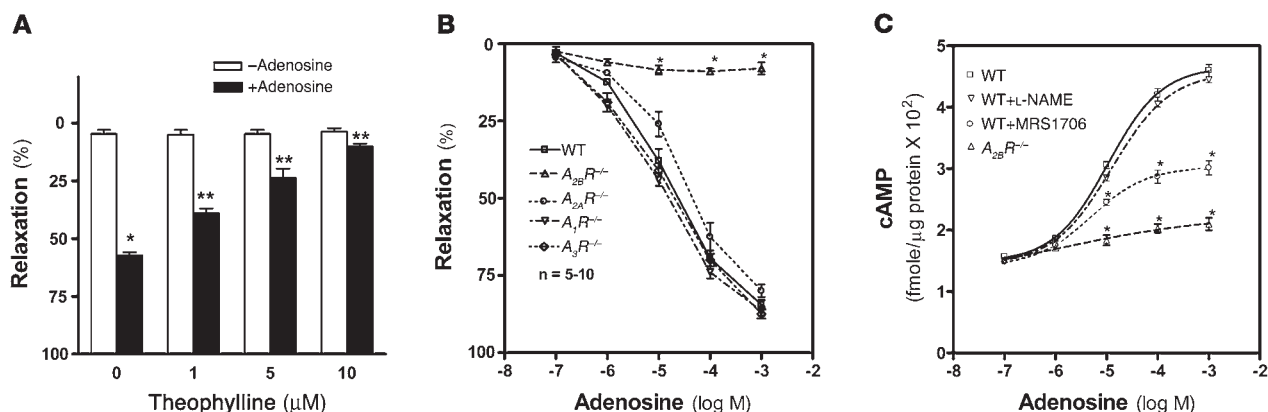 A
−Adenosine
+Adenosine
Relaxation (%)
0
25
50
75
100
*
**
**
**
0 1 5 10
Theophylline (μM)
B
Relaxation (%)
0
25
50
75
100
* * *
WT
A2BR−/−
A2AR−/−
A1R−/−
A3R−/−
n = 5-10
-8 -7 -6 -5 -4 -3 -2
Adenosine (log M)
C
cAMP
(fmole/μg protein X 10²)
5
4
3
2
1
0
WT
WT+L-NAME
WT+MRS1706
A2BR−/−
* * *
* * *
-8 -7 -6 -5 -4 -3 -2
Adenosine (log M)